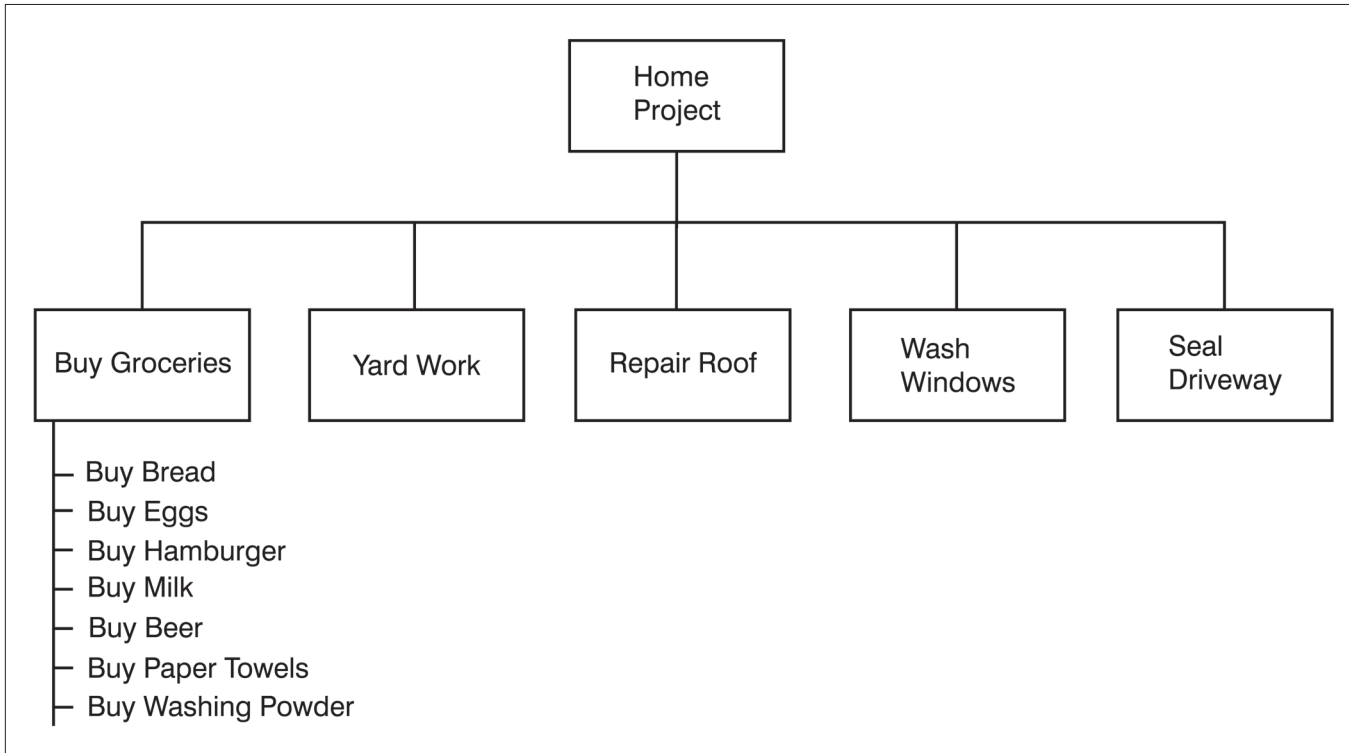 Home
Project
Buy Groceries
Yard Work
Repair Roof
Wash
Windows
Seal
Driveway
Buy Bread
Buy Eggs
Buy Hamburger
Buy Milk
Buy Beer
Buy Paper Towels
Buy Washing Powder